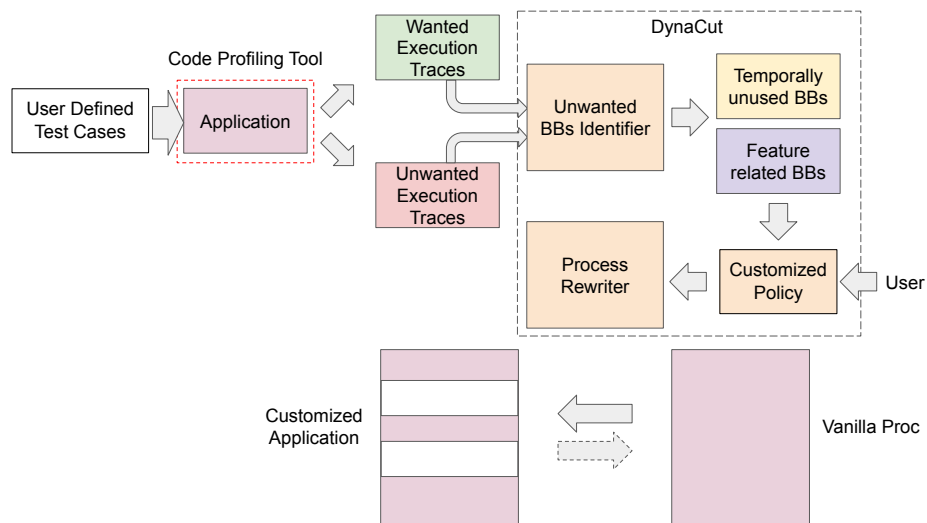 Code Profiling Tool
User Defined
Test Cases
Application
Wanted
Execution
Traces
Unwanted
Execution
Traces
DynaCut
Unwanted
BBs Identifier
Temporally
unused BBs
Feature
related BBs
Process
Rewriter
Customized
Policy
User
Customized
Application
Vanilla Proc